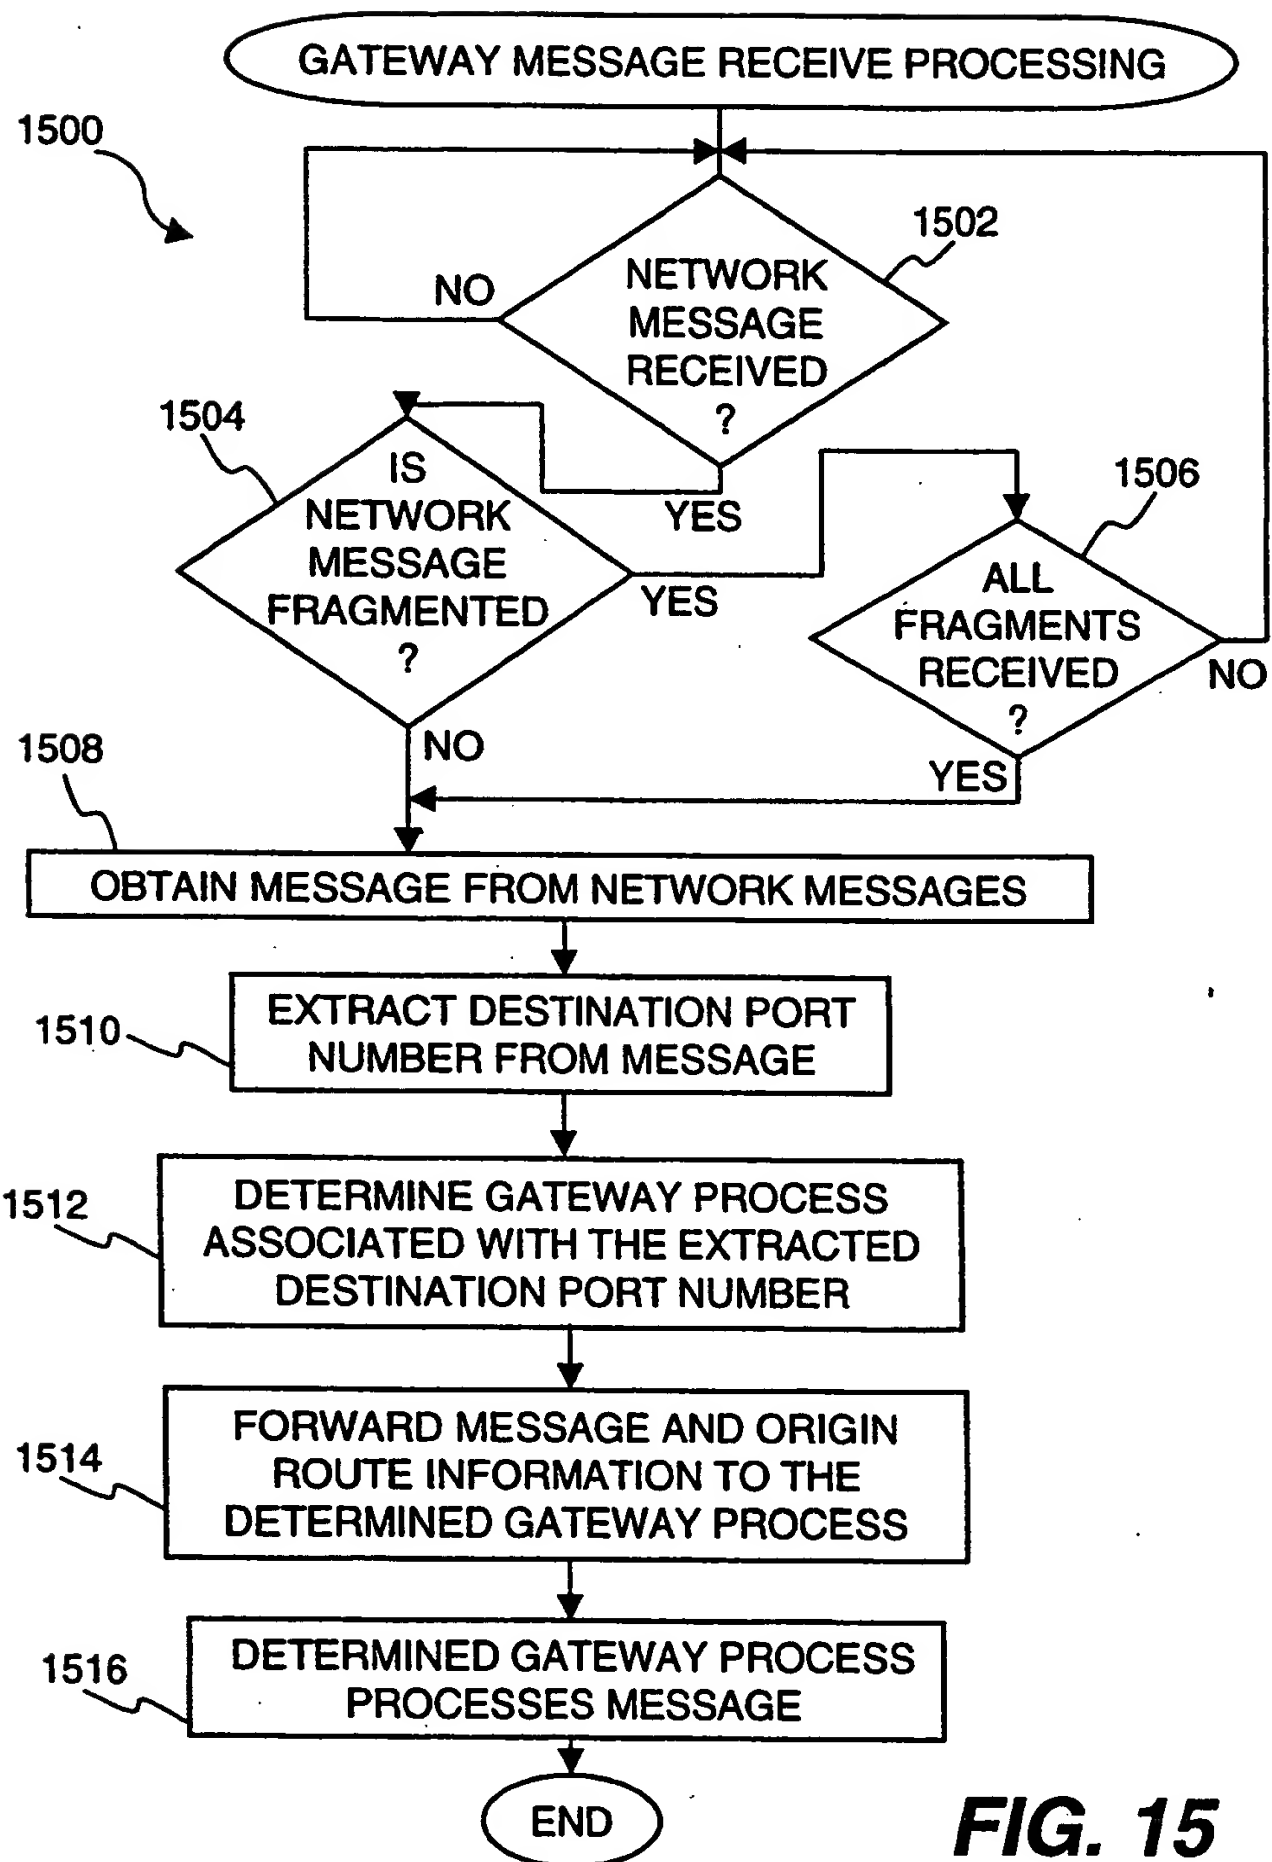 GATEWAY MESSAGE RECEIVE PROCESSING
1500
1502
NO
NETWORK
MESSAGE
RECEIVED
?
YES
1504
IS
NETWORK
MESSAGE
FRAGMENTED
?
YES
NO
1506
ALL
FRAGMENTS
RECEIVED
?
NO
YES
1508
OBTAIN MESSAGE FROM NETWORK MESSAGES
1510
EXTRACT DESTINATION PORT
NUMBER FROM MESSAGE
1512
DETERMINE GATEWAY PROCESS
ASSOCIATED WITH THE EXTRACTED
DESTINATION PORT NUMBER
1514
FORWARD MESSAGE AND ORIGIN
ROUTE INFORMATION TO THE
DETERMINED GATEWAY PROCESS
1516
DETERMINED GATEWAY PROCESS
PROCESSES MESSAGE
END
FIG. 15